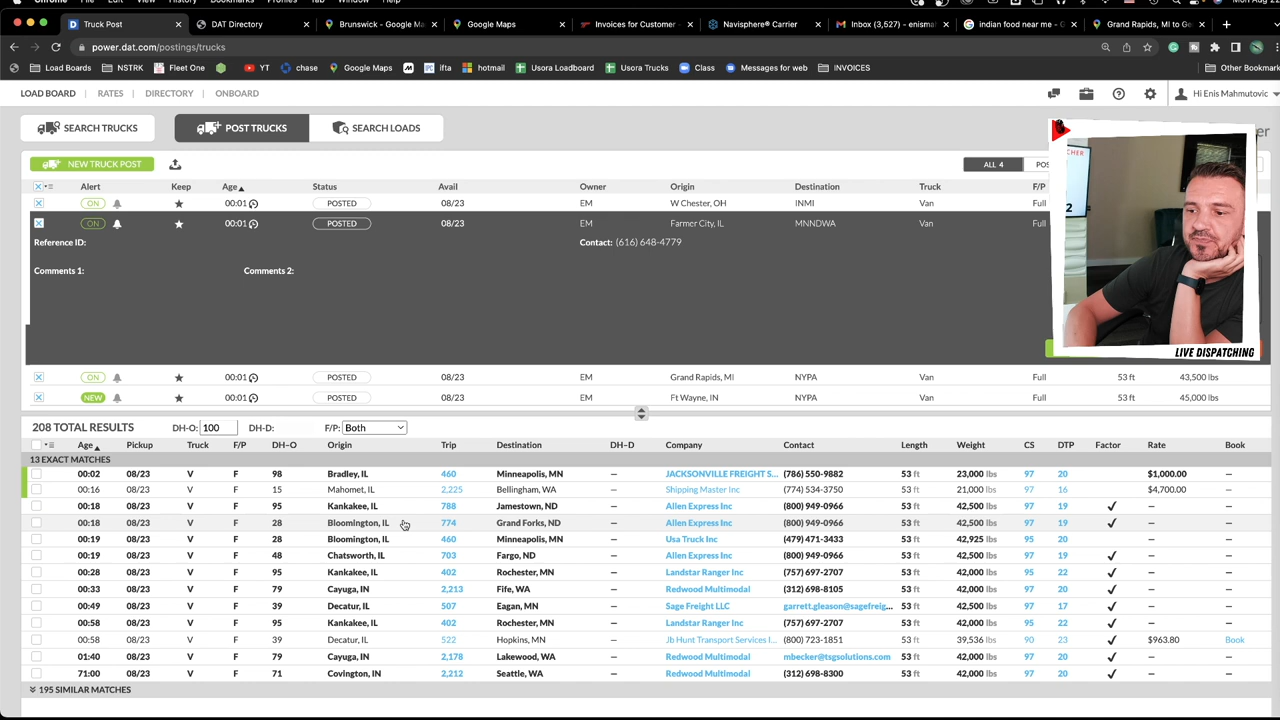 Chrome File Edit View History Bookmarks Profiles Tab Window Help Mon Aug 22
Truck Post DAT Directory Brunswick - Google Ma Google Maps Invoices for Customer - Navisphere® Carrier Inbox (3,527) - enisma indian food near me - G Grand Rapids, MI to Ge
power.dat.com/postings/trucks
Load Boards NSTRK Fleet One YT chase Google Maps ifta hotmail Usora Loadboard Usora Trucks Class Messages for web INVOICES Other Bookmar
LOAD BOARD RATES DIRECTORY ONBOARD Hi Enis Mahmutovic
SEARCH TRUCKS POST TRUCKS SEARCH LOADS
NEW TRUCK POST ALL 4 POS
Alert Keep Age Status Avail Owner Origin Destination Truck F/P
ON 00:01 POSTED 08/23 EM W Chester, OH INMI Van Full
ON 00:01 POSTED 08/23 EM Farmer City, IL MNNDWA Van Full
Reference ID: Contact: (616) 648-4779
Comments 1: Comments 2:
LIVE DISPATCHING
ON 00:01 POSTED 08/23 EM Grand Rapids, MI NYPA Van Full 53 ft 43,500 lbs
NEW 00:01 POSTED 08/23 EM Ft Wayne, IN NYPA Van Full 53 ft 45,000 lbs
208 TOTAL RESULTS DH-O: 100 DH-D: F/P: Both
Age Pickup Truck F/P DH-O Origin Trip Destination DH-D Company Contact Length Weight CS DTP Factor Rate Book
13 EXACT MATCHES
00:02 08/23 V F 98 Bradley, IL 460 Minneapolis, MN — JACKSONVILLE FREIGHT S... (786) 550-9882 53 ft 23,000 lbs 97 20 $1,000.00 —
00:16 08/23 V F 15 Mahomet, IL 2,225 Bellingham, WA — Shipping Master Inc (774) 534-3750 53 ft 21,000 lbs 97 16 $4,700.00 —
00:18 08/23 V F 95 Kankakee, IL 788 Jamestown, ND — Allen Express Inc (800) 949-0966 53 ft 42,500 lbs 97 19 ✓ — —
00:18 08/23 V F 28 Bloomington, IL 774 Grand Forks, ND — Allen Express Inc (800) 949-0966 53 ft 42,500 lbs 97 19 ✓ — —
00:19 08/23 V F 28 Bloomington, IL 460 Minneapolis, MN — Usa Truck Inc (479) 471-3433 53 ft 42,925 lbs 95 20 — —
00:19 08/23 V F 48 Chatsworth, IL 703 Fargo, ND — Allen Express Inc (800) 949-0966 53 ft 42,500 lbs 97 19 ✓ — —
00:28 08/23 V F 95 Kankakee, IL 402 Rochester, MN — Landstar Ranger Inc (757) 697-2707 53 ft 42,000 lbs 95 22 ✓ — —
00:33 08/23 V F 79 Cayuga, IN 2,213 Fife, WA — Redwood Multimodal (312) 698-8105 53 ft 42,000 lbs 97 20 ✓ — —
00:49 08/23 V F 39 Decatur, IL 507 Eagan, MN — Sage Freight LLC garrett.gleason@sagefreig... 53 ft 42,500 lbs 97 17 ✓ — —
00:58 08/23 V F 95 Kankakee, IL 402 Rochester, MN — Landstar Ranger Inc (757) 697-2707 53 ft 42,000 lbs 95 22 ✓ — —
00:58 08/23 V F 39 Decatur, IL 522 Hopkins, MN — Jb Hunt Transport Services I... (800) 723-1851 53 ft 39,536 lbs 90 23 ✓ $963.80 Book
01:40 08/23 V F 79 Cayuga, IN 2,178 Lakewood, WA — Redwood Multimodal mbecker@tsgsolutions.com 53 ft 42,000 lbs 97 20 ✓ — —
71:00 08/23 V F 71 Covington, IN 2,212 Seattle, WA — Redwood Multimodal (312) 698-8300 53 ft 42,000 lbs 97 20 ✓ — —
195 SIMILAR MATCHES